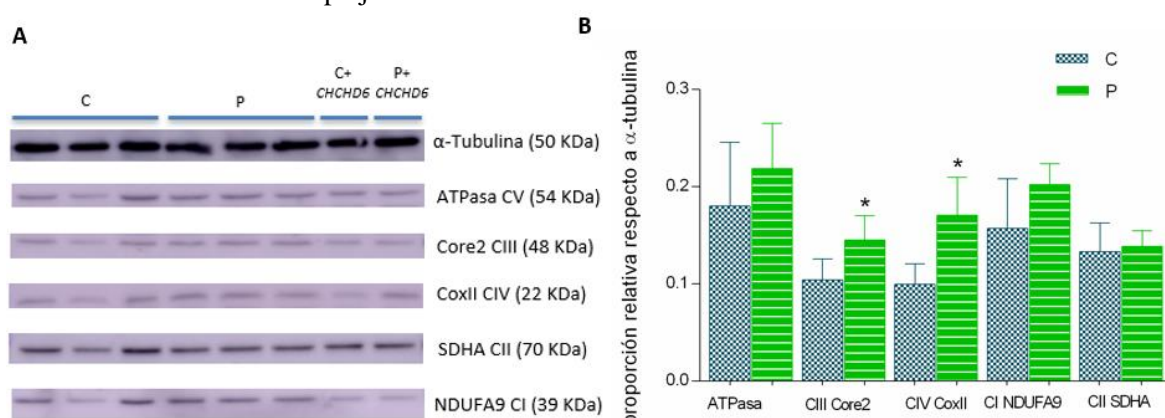 A
C
P
C+
CHCHD6
P+
CHCHD6
α-Tubulina (50 KDa)
ATPasa CV (54 KDa)
Core2 CIII (48 KDa)
CoxII CIV (22 KDa)
SDHA CII (70 KDa)
NDUFA9 CI (39 KDa)
B
proporción relativa respecto a α-tubulina
C
P
0.3
0.2
0.1
0.0
*
*
ATPasa
CIII Core2
CIV CoxII
CI NDUFA9
CII SDHA